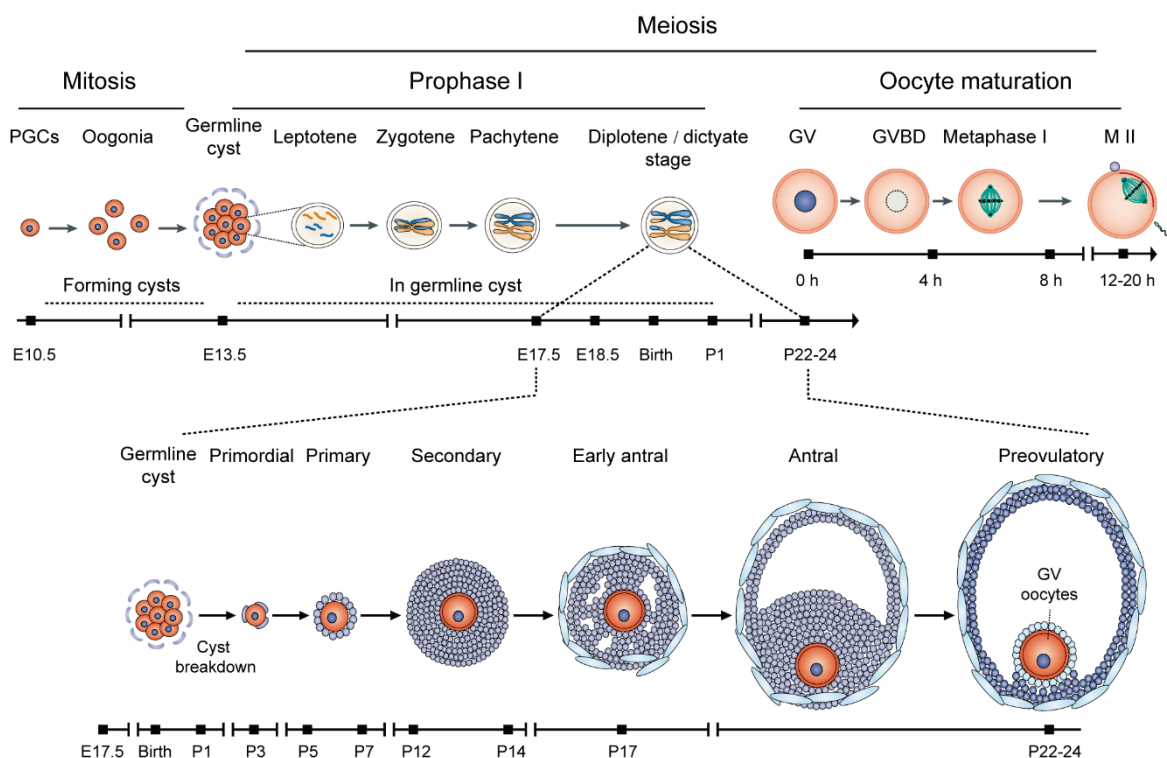 Meiosis
Mitosis
Prophase I
Oocyte maturation
PGCs
Oogonia
Germline
cyst
Leptotene
Zygotene
Pachytene
Diplotene / dictyate
stage
GV
GVBD
Metaphase I
M II
0 h
4 h
8 h
12-20 h
Forming cysts
In germline cyst
E10.5
E13.5
E17.5
E18.5
Birth
P1
P22-24
Germline
cyst
Primordial
Primary
Secondary
Early antral
Antral
Preovulatory
GV
oocytes
Cyst
breakdown
E17.5
Birth
P1
P3
P5
P7
P12
P14
P17
P22-24